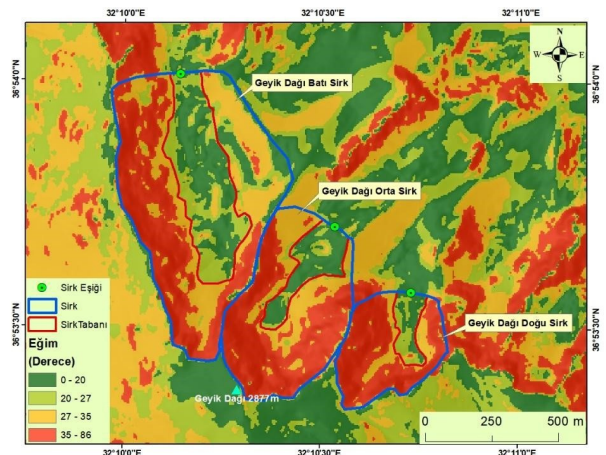 32°10'0"E
32°10'30"E
32°11'0"E
36°54'0"N
36°54'0"N
N
W
E
S
Geyik Dağı Batı Sirk
Geyik Dağı Orta Sirk
Sirk Eşiği
Sirk
SirkTabanı
Eğim
(Derece)
0 - 20
20 - 27
27 - 35
35 - 86
Geyik Dağı Doğu Sirk
36°53'30"N
36°53'30"N
Geyik Dağı 2877m
0
250
500 m
32°10'0"E
32°10'30"E
32°11'0"E